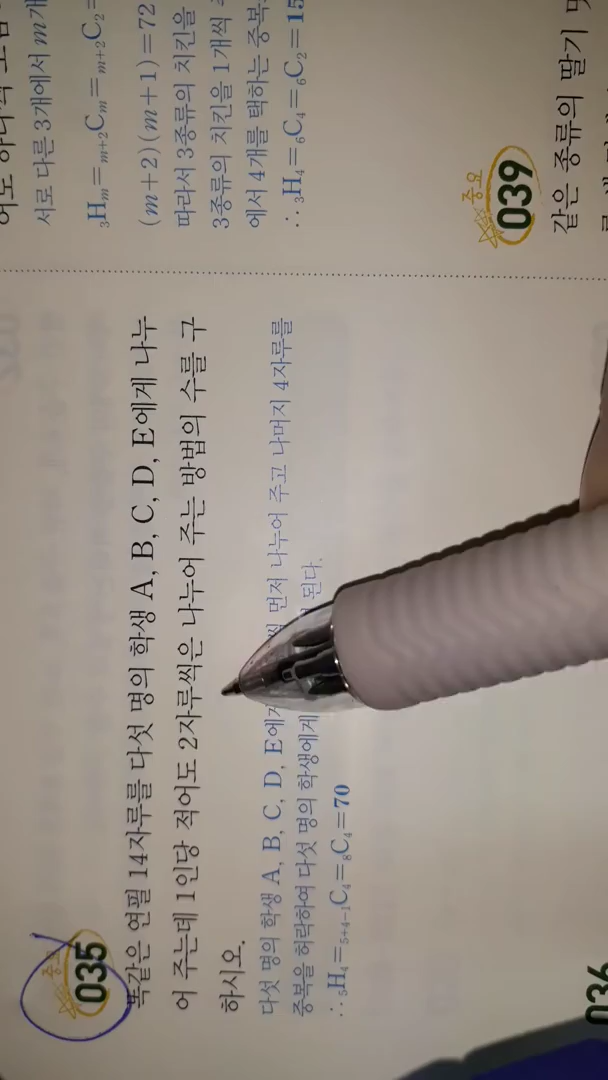 중요
035
똑같은 연필 14자루를 다섯 명의 학생 A, B, C, D, E에게 나누
어 주는데 1인당 적어도 2자루씩은 나누어 주는 방법의 수를 구
하시오.
다섯 명의 학생 A, B, C, D, E에게 씩 먼저 나누어 주고 나머지 4자루를
중복을 허락하여 다섯 명의 학생에게 된다.
∴ ₅H₄=₅₊₄₋₁C₄=₈C₄=70
036
서로 다른 3개에서 m개
₃Hₘ=ₘ₊₂Cₘ=ₘ₊₂C₂=
(m+2)(m+1)=72
따라서 3종류의 치킨을
3종류의 치킨을 1개씩
에서 4개를 택하는 중복
∴ ₃H₄=₆C₄=₆C₂=15
중요
039
같은 종류의 딸기